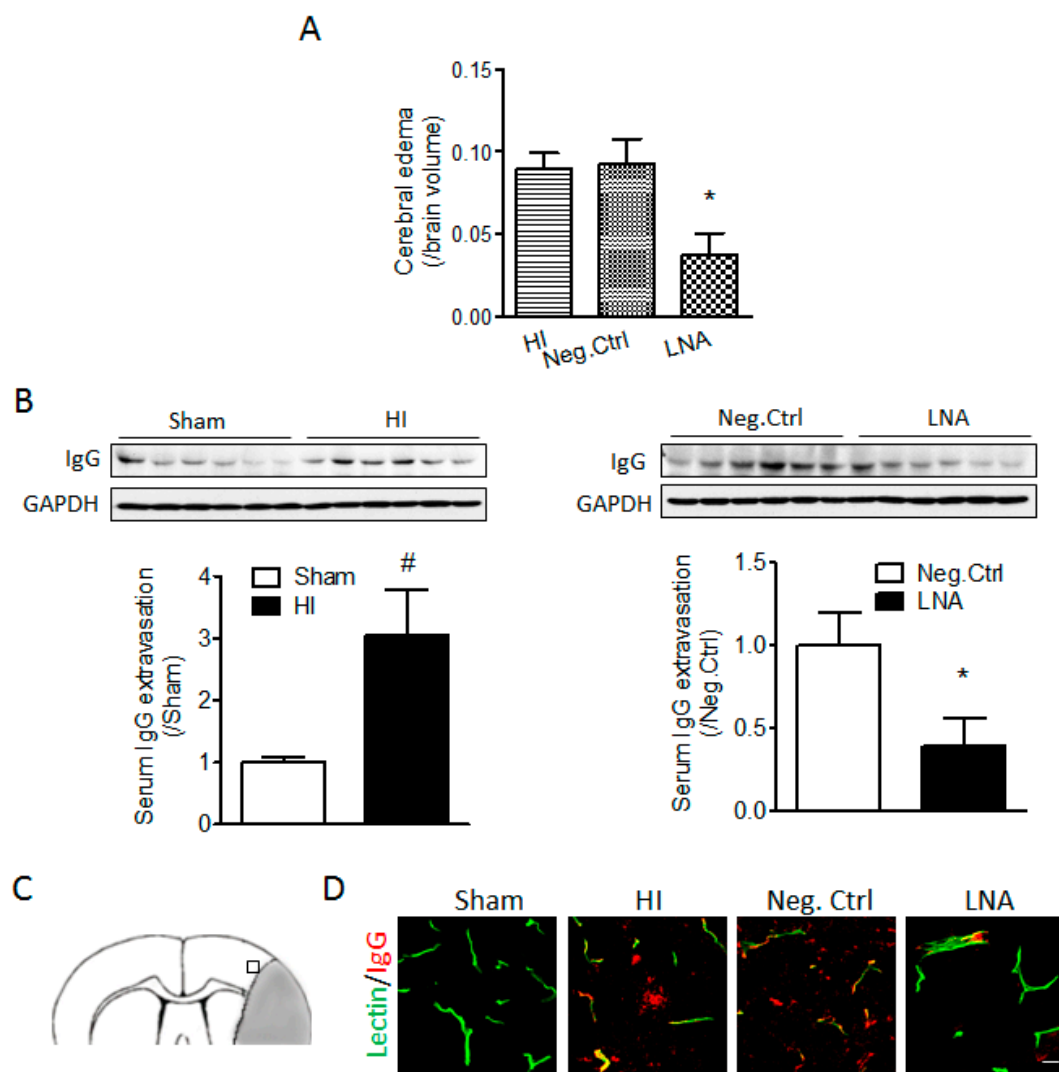 A
0.15
0.10
0.05
0.00
Cerebral edema
(/brain volume)
*
HI
Neg.Ctrl
LNA
B
Sham HI
IgG
GAPDH
Neg.Ctrl LNA
IgG
GAPDH
4
3
2
1
0
Serum IgG extravasation
(/Sham)
Sham
HI
#
1.5
1.0
0.5
0.0
Serum IgG extravasation
(/Neg.Ctrl)
Neg.Ctrl
LNA
*
C
D
Sham HI Neg. Ctrl LNA
Lectin/IgG